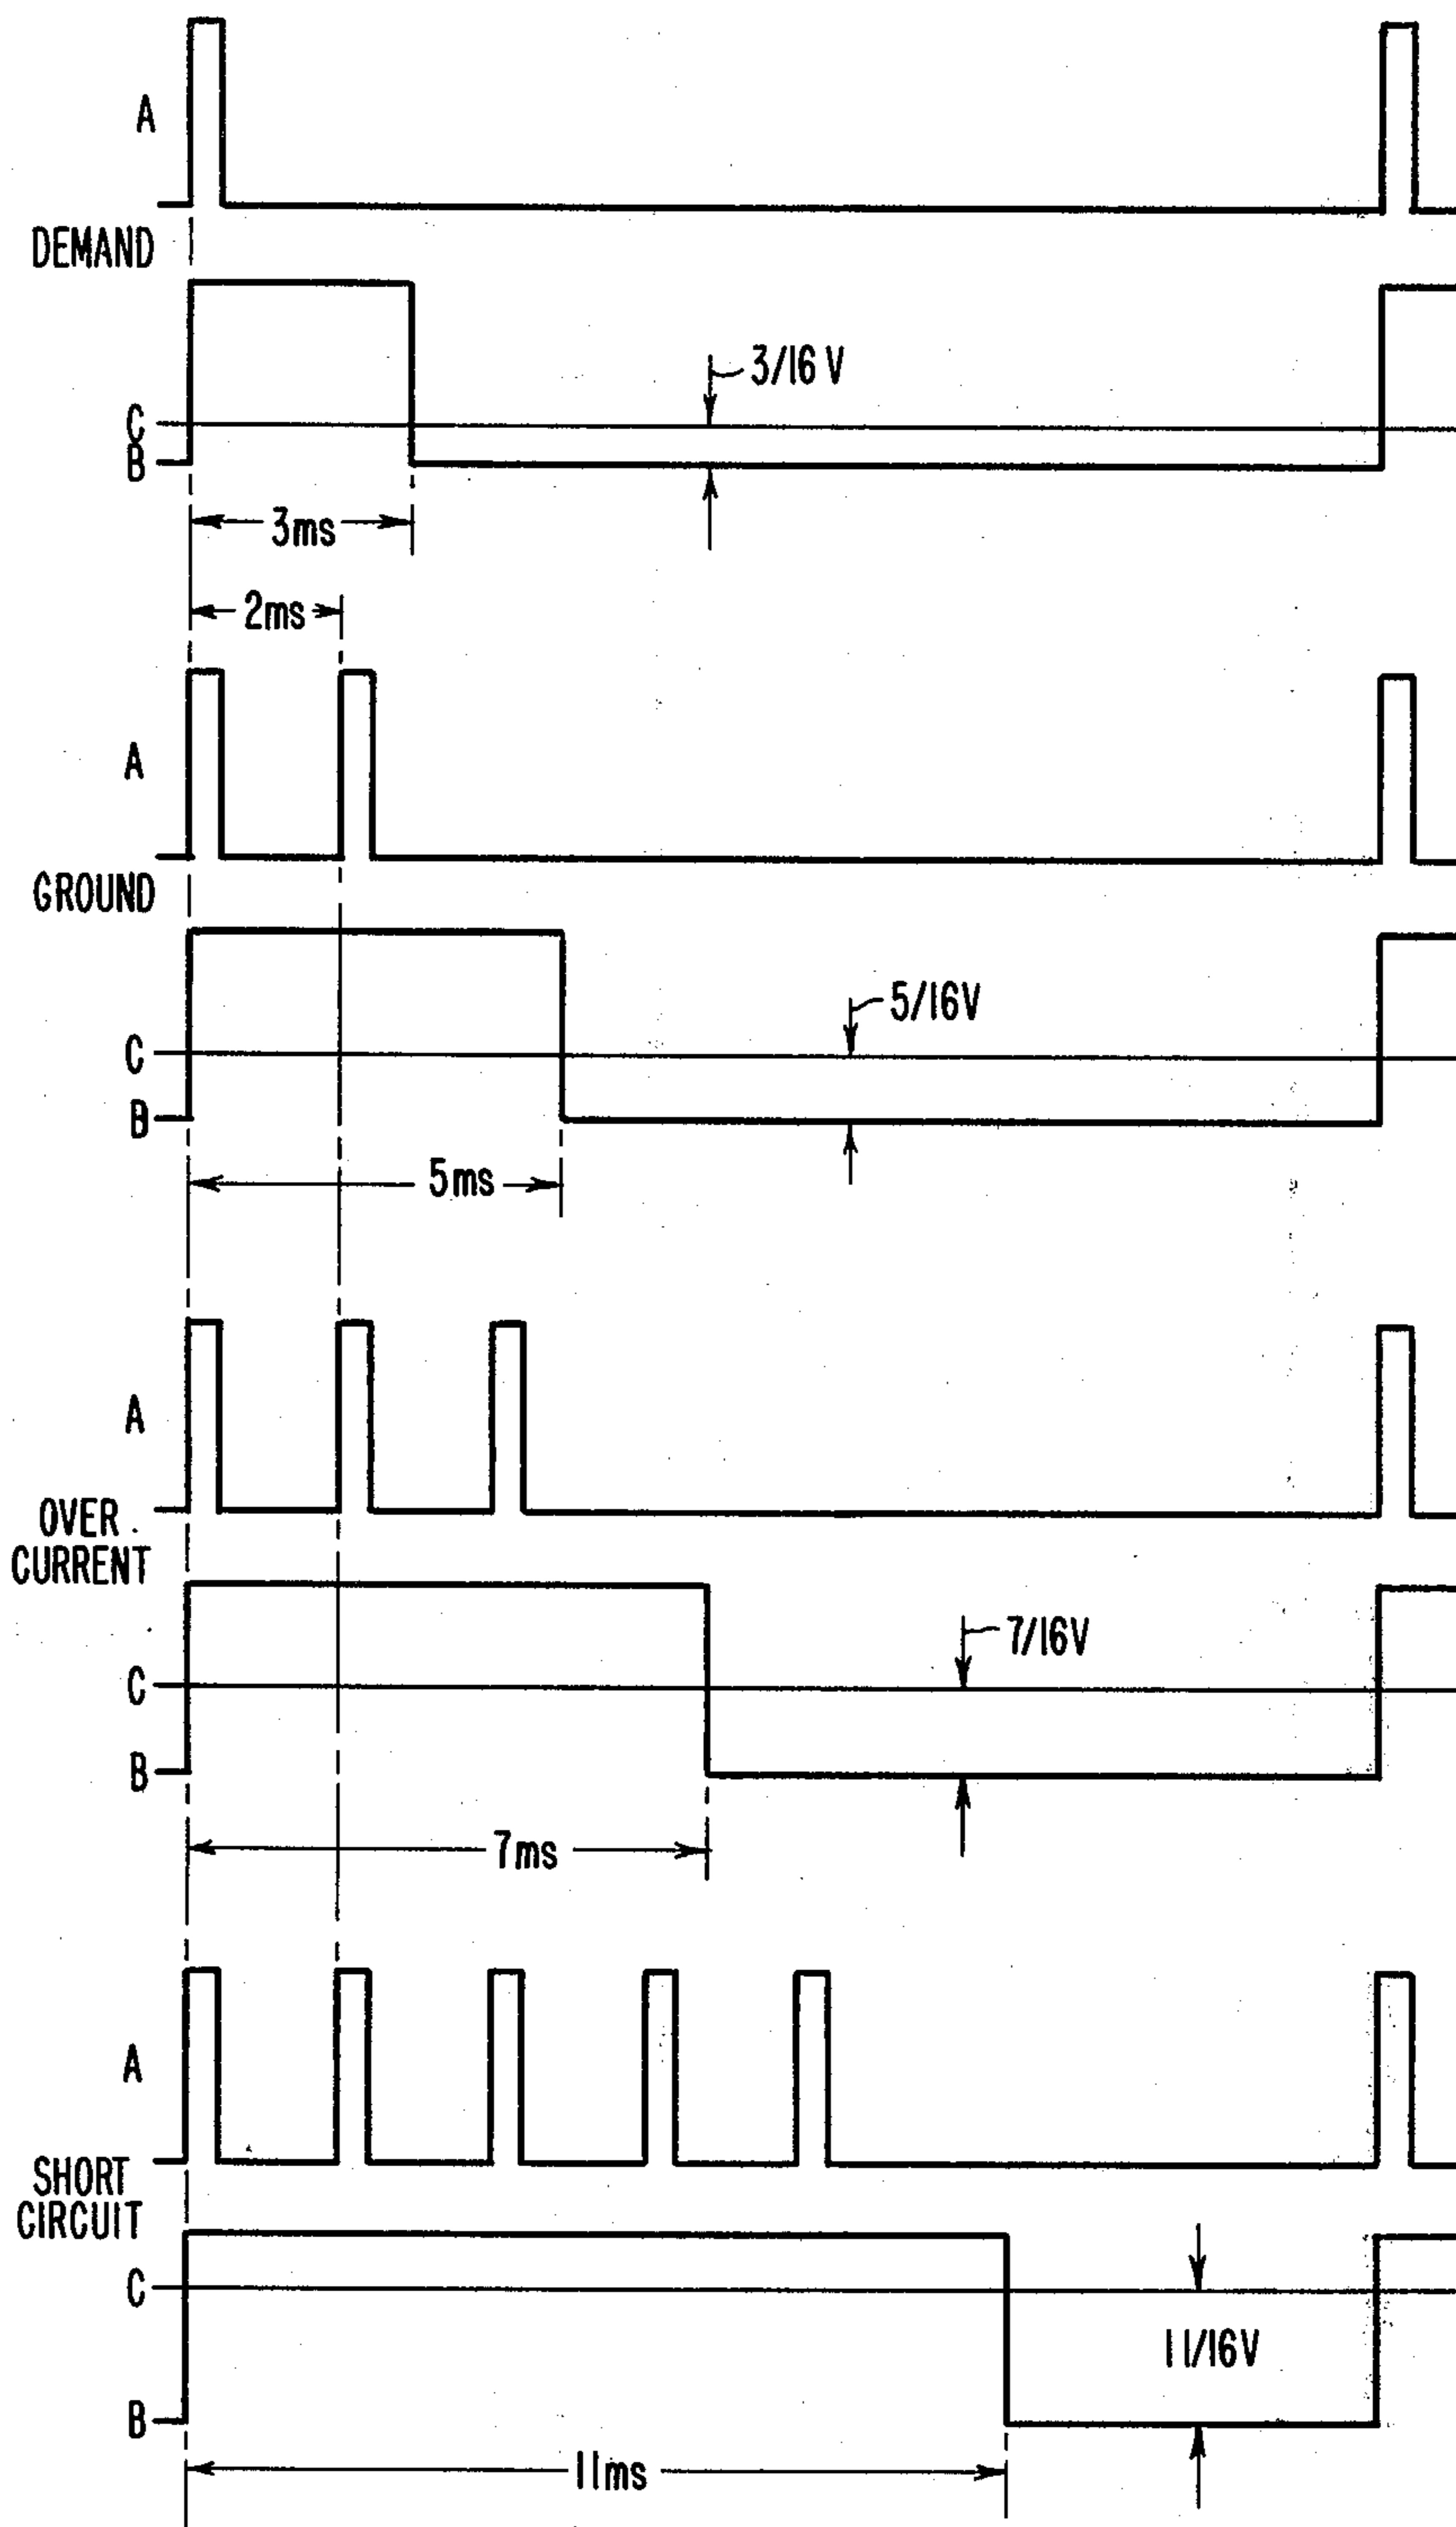 A
DEMAND
3/16 V
C
B
3ms
2ms
A
GROUND
5/16V
C
B
5ms
A
OVER
CURRENT
7/16V
C
B
7ms
A
SHORT
CIRCUIT
C
11/16V
B
11ms